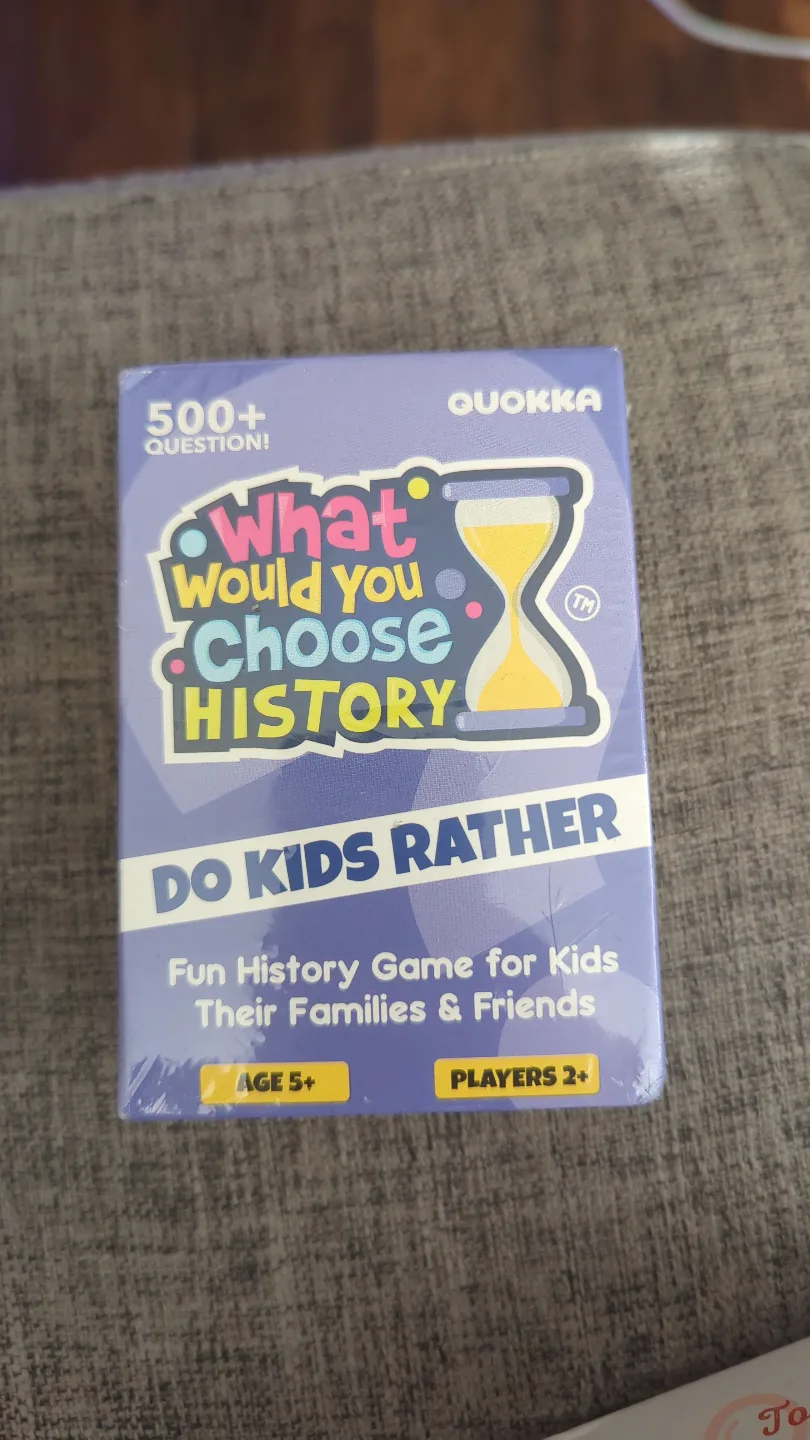 500+
QUESTION!
QUOKKA
What
Would you
Choose
HISTORY
TM
DO KIDS RATHER
Fun History Game for Kids
Their Families & Friends
AGE 5+
PLAYERS 2+
To